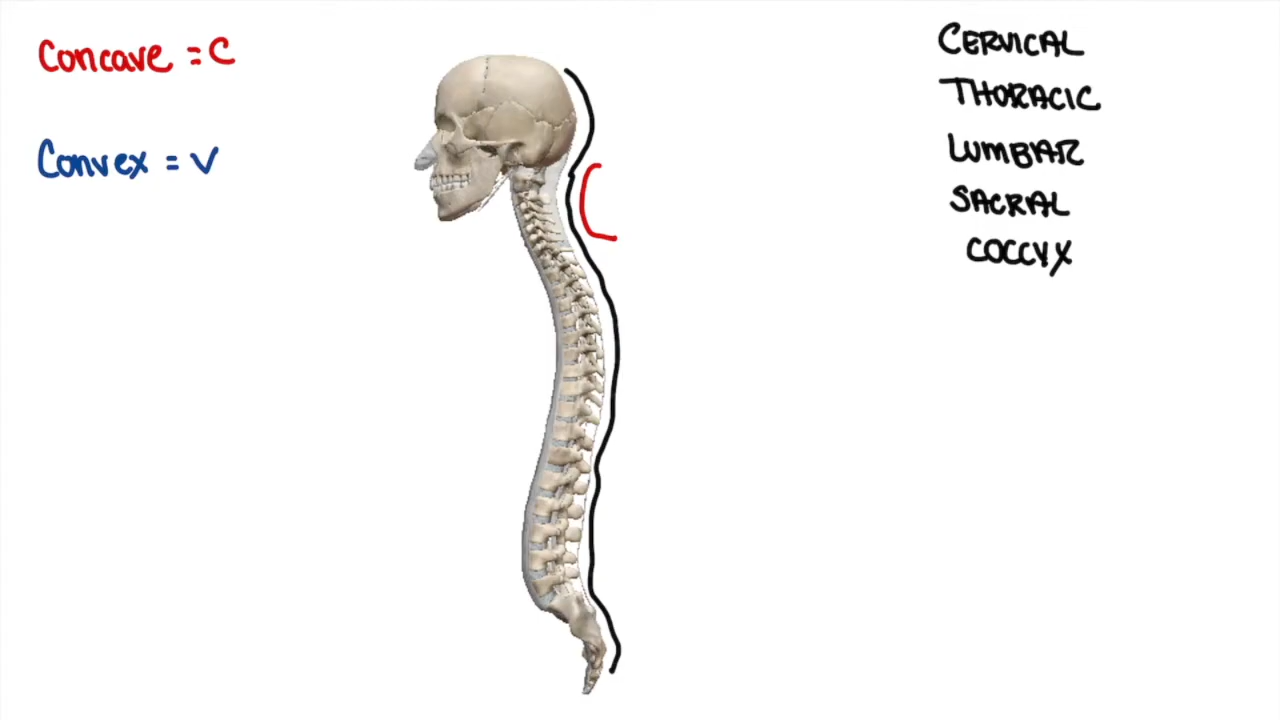 Concave = C
Convex = V
CERVICAL
THORACIC
LUMBAR
SACRAL
COCCYX